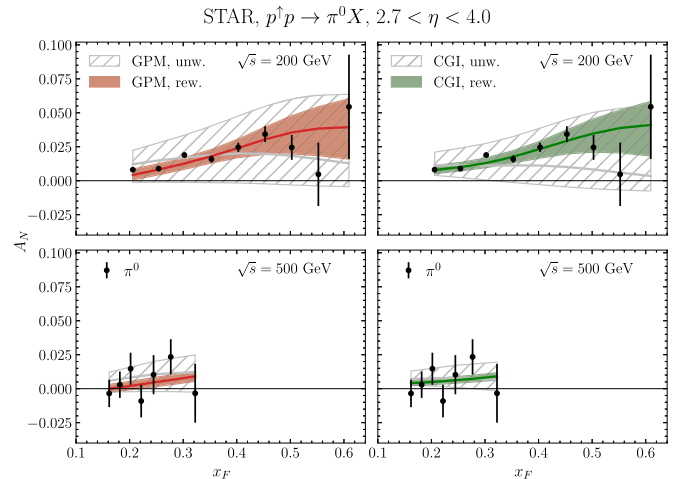 STAR, p↑p → π⁰X, 2.7 < η < 4.0
GPM, unw.
GPM, rew.
√s = 200 GeV
CGI, unw.
CGI, rew.
√s = 200 GeV
0.100
0.075
0.050
0.025
0.000
−0.025
A_N
π⁰
√s = 500 GeV
π⁰
√s = 500 GeV
0.100
0.075
0.050
0.025
0.000
−0.025
0.1 0.2 0.3 0.4 0.5 0.6
0.1 0.2 0.3 0.4 0.5 0.6
x_F
x_F